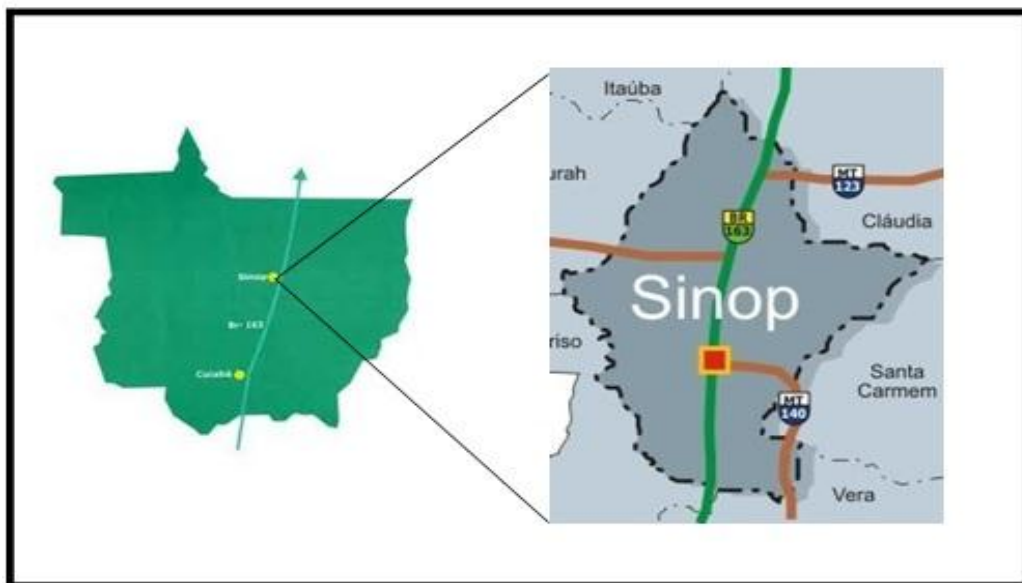 Sinop
Br- 163
Cuiabá
Itaúba
urah
MT
123
Cláudia
BR
163
Sinop
riso
Santa
Carmem
MT
140
Vera